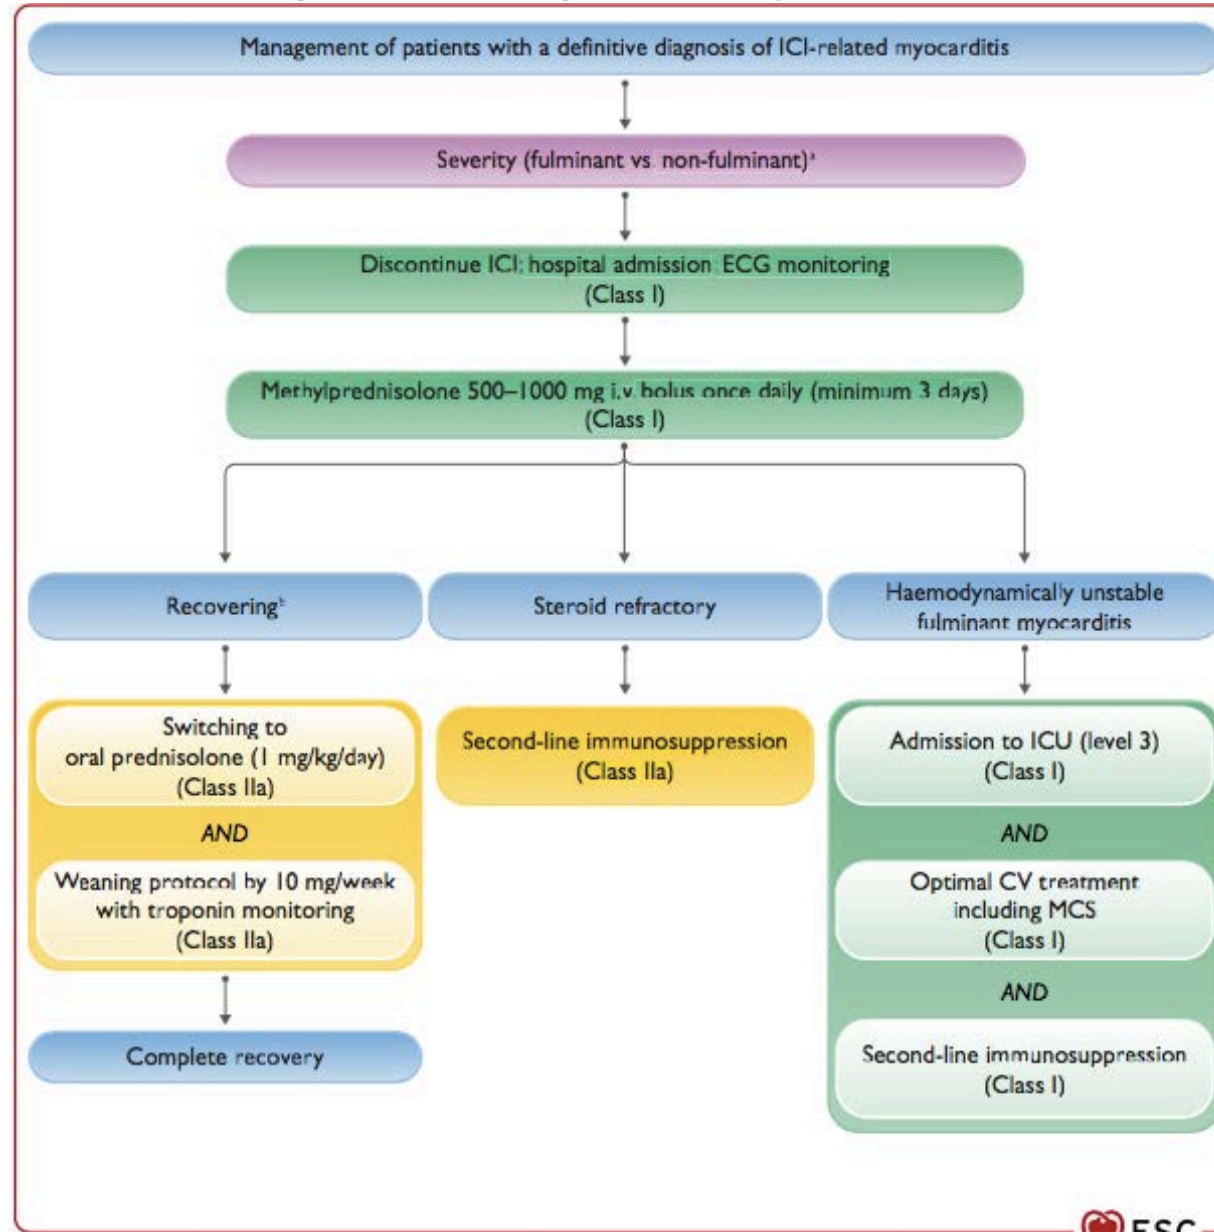 Management of patients with a definitive diagnosis of ICI-related myocarditis
Severity (fulminant vs. non-fulminant)ᵃ
Discontinue ICI; hospital admission; ECG monitoring
(Class I)
Methylprednisolone 500–1000 mg i.v. bolus once daily (minimum 3 days)
(Class I)
Recoveringᵇ
Switching to
oral prednisolone (1 mg/kg/day)
(Class IIa)
AND
Weaning protocol by 10 mg/week
with troponin monitoring
(Class IIa)
Complete recovery
Steroid refractory
Second-line immunosuppression
(Class IIa)
Haemodynamically unstable
fulminant myocarditis
Admission to ICU (level 3)
(Class I)
AND
Optimal CV treatment
including MCS
(Class I)
AND
Second-line immunosuppression
(Class I)
ESC